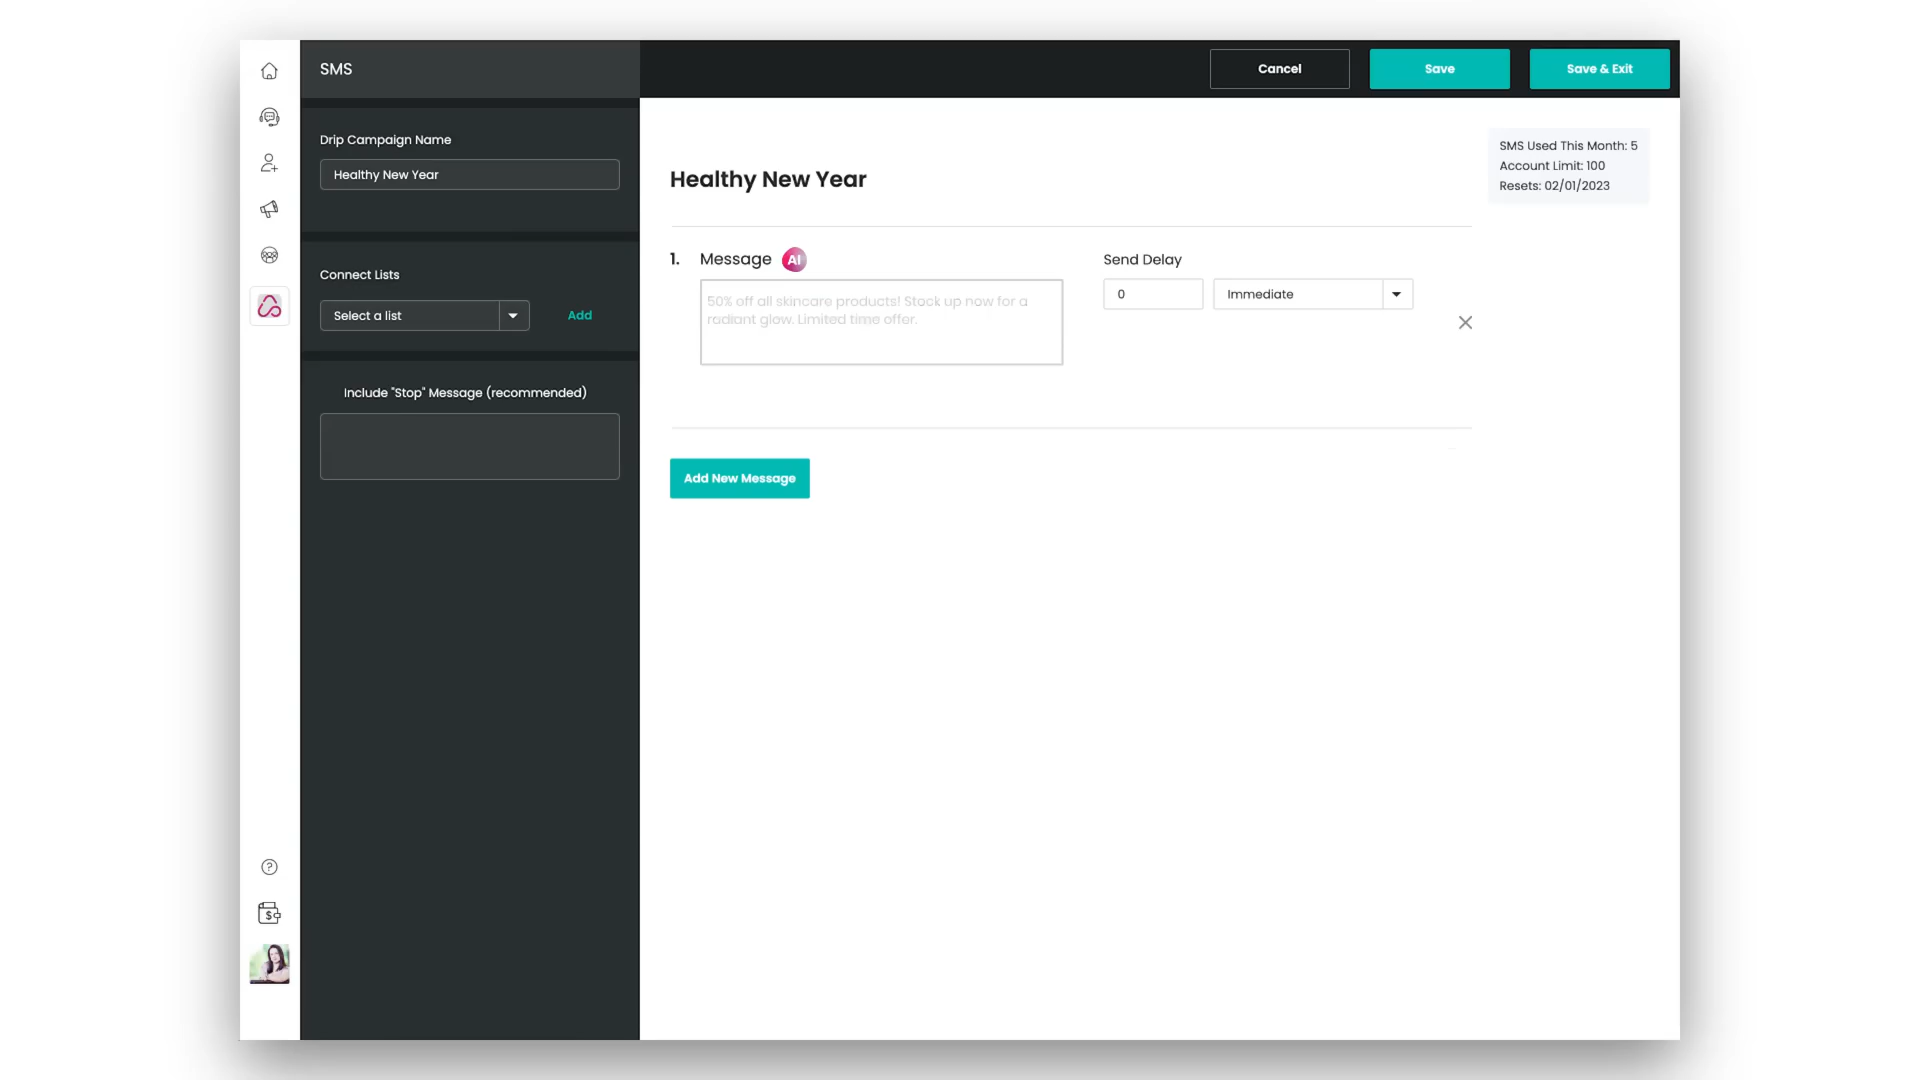 SMS
Cancel
Save
Save & Exit
Drip Campaign Name
Healthy New Year
Connect Lists
Select a list
Add
Include "Stop" Message (recommended)
Healthy New Year
SMS Used This Month: 5
Account Limit: 100
Resets: 02/01/2023
1. Message AI
50% off all skincare products! Stock up now for a
radiant glow. Limited time offer.
Send Delay
0
Immediate
Add New Message